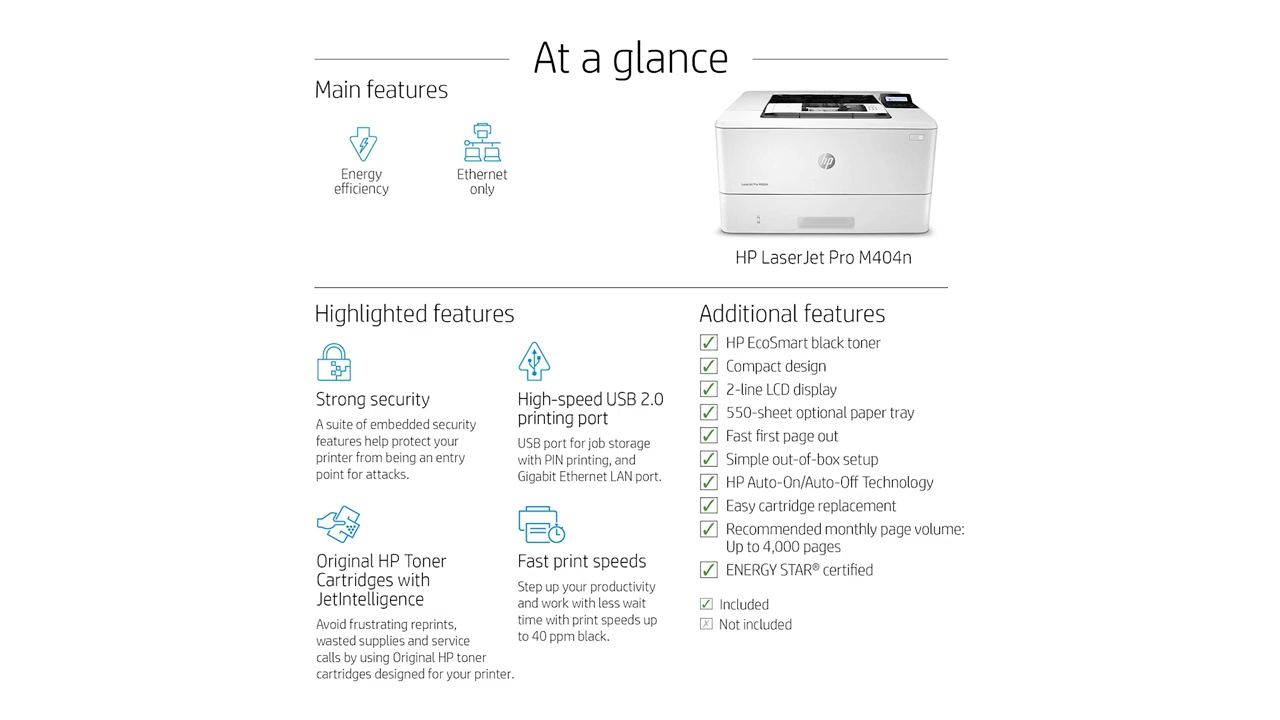 At a glance
Main features
Energy
efficiency
Ethernet
only
hp
HP LaserJet Pro M404n
Highlighted features
Strong security
A suite of embedded security
features help protect your
printer from being an entry
point for attacks.
High-speed USB 2.0
printing port
USB port for job storage
with PIN printing, and
Gigabit Ethernet LAN port.
Original HP Toner
Cartridges with
JetIntelligence
Avoid frustrating reprints,
wasted supplies and service
calls by using Original HP toner
cartridges designed for your printer.
Fast print speeds
Step up your productivity
and work with less wait
time with print speeds up
to 40 ppm black.
Additional features
HP EcoSmart black toner
Compact design
2-line LCD display
550-sheet optional paper tray
Fast first page out
Simple out-of-box setup
HP Auto-On/Auto-Off Technology
Easy cartridge replacement
Recommended monthly page volume:
Up to 4,000 pages
ENERGY STAR® certified
Included
Not included